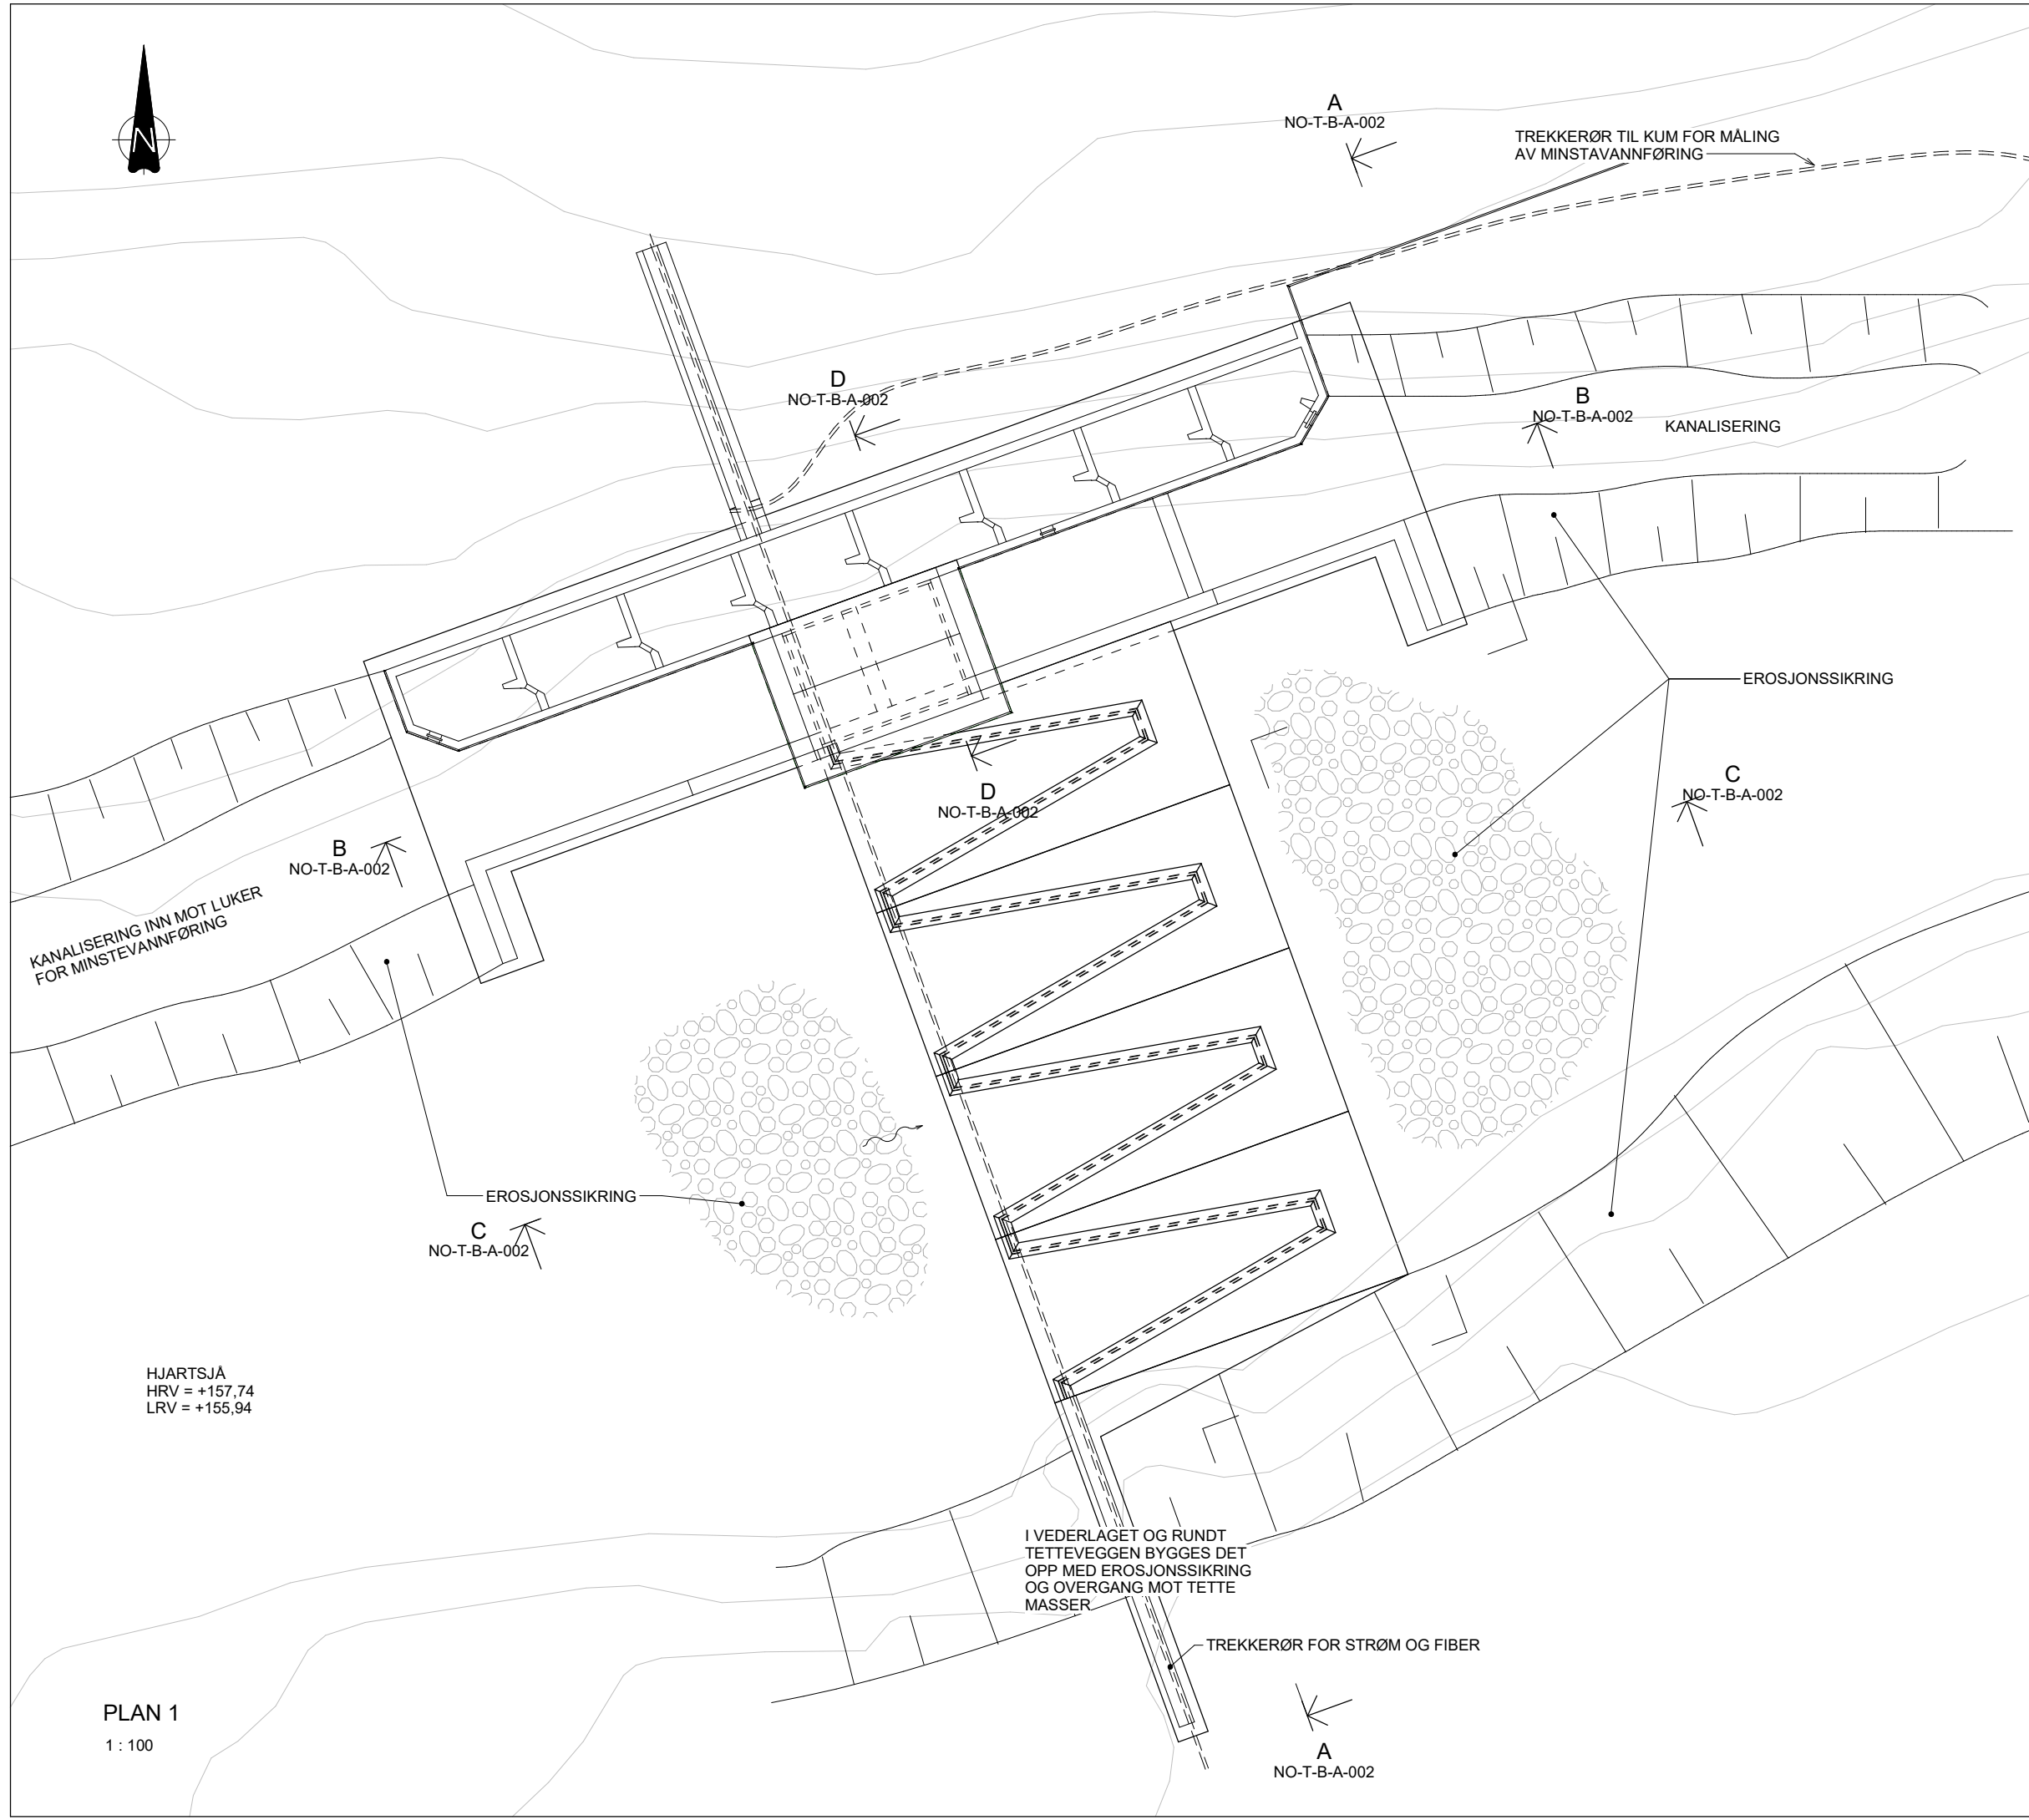 N
A
NO-T-B-A-002
TREKKERØR TIL KUM FOR MÅLING
AV MINSTAVANNFØRING
D
NO-T-B-A-002
B
NO-T-B-A-002
KANALISERING
EROSJONSSIKRING
C
NO-T-B-A-002
D
NO-T-B-A-002
B
NO-T-B-A-002
KANALISERING INN MOT LUKER
FOR MINSTEVANNFØRING
EROSJONSSIKRING
C
NO-T-B-A-002
HJARTSJÅ
HRV = +157,74
LRV = +155,94
I VEDERLAGET OG RUNDT
TETTEVEGGEN BYGGES DET
OPP MED EROSJONSSIKRING
OG OVERGANG MOT TETTE
MASSER
TREKKERØR FOR STRØM OG FIBER
PLAN 1
1 : 100
A
NO-T-B-A-002